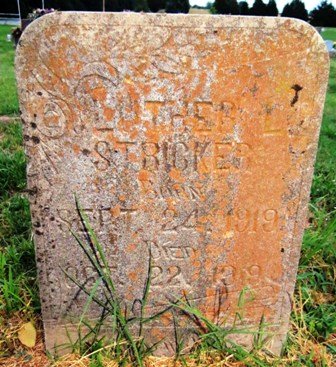 LUTHER L
STRICKER
BORN
SEPT. 24 1919
DIED
22, 1919